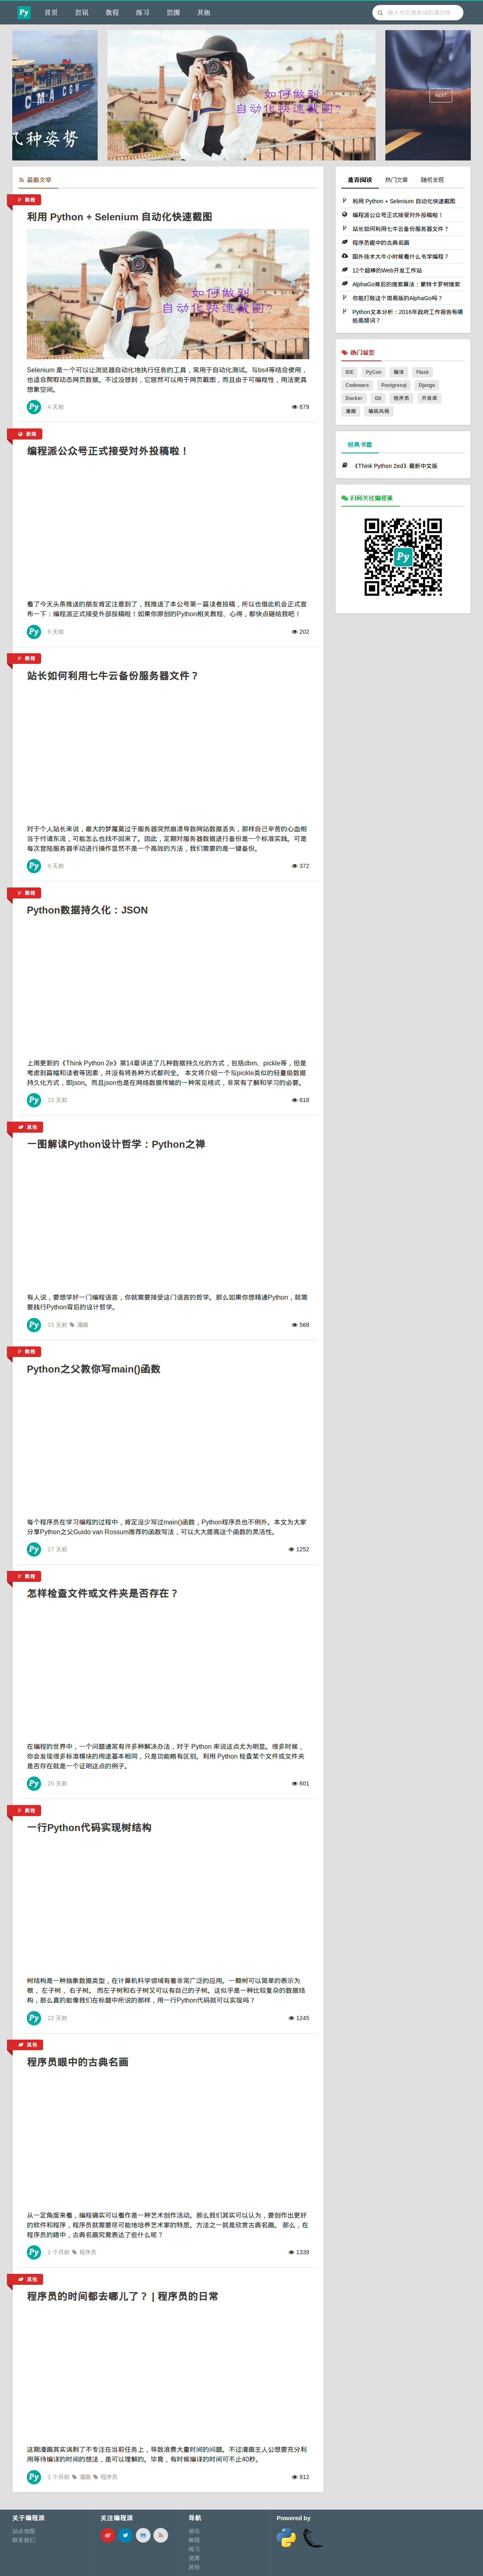 Py 首页 资讯 教程 练习 资源 其他
输入中文搜索词后请空格
CMA CGM
几种姿势
如何做到
自动化快速截图?
NEXT
最新文章
教程
利用 Python + Selenium 自动化快速截图
如何做到
自动化快速截图?
Selenium 是一个可以让浏览器自动化地执行任务的工具，常用于自动化测试。与bs4等结合使用，
也适合爬取动态网页数据。不过没想到，它居然可以用于网页截图，而且由于可编程性，用法更具
想象空间。
Py 4 天前 679
新闻
编程派公众号正式接受对外投稿啦！
看了今天头条推送的朋友肯定注意到了，我推送了本公号第一篇读者投稿，所以也借此机会正式宣
布一下：编程派正式接受外部投稿啦！如果你原创的Python相关教程、心得，都快点砸给我吧！
Py 9 天前 202
教程
站长如何利用七牛云备份服务器文件？
对于个人站长来说，最大的梦魇莫过于服务器突然崩溃导致网站数据丢失，那样自己辛苦的心血相
当于付诸东流，可能怎么也找不回来了。因此，定期对服务器数据进行备份是一个标准实践。可是
每次登陆服务器手动进行操作显然不是一个高效的方法，我们需要的是一键备份。
Py 9 天前 372
教程
Python数据持久化：JSON
上周更新的《Think Python 2e》第14章讲述了几种数据持久化的方式，包括dbm、pickle等，但是
考虑到篇幅和读者等因素，并没有将各种方式都列全。 本文将介绍一个与pickle类似的轻量级数据
持久化方式，即json。而且json也是在网络数据传输的一种常见格式，非常有了解和学习的必要。
Py 13 天前 618
其他
一图解读Python设计哲学：Python之禅
有人说，要想学好一门编程语言，你就需要接受这门语言的哲学。那么如果你想精通Python，就需
要践行Python背后的设计哲学。
Py 15 天前 漫画 568
教程
Python之父教你写main()函数
每个程序员在学习编程的过程中，肯定没少写过main()函数，Python程序员也不例外。本文为大家
分享Python之父Guido van Rossum推荐的函数写法，可以大大提高这个函数的灵活性。
Py 17 天前 1252
教程
怎样检查文件或文件夹是否存在？
在编程的世界中，一个问题通常有许多种解决办法，对于 Python 来说这点尤为明显。很多时候，
你会发现很多标准模块的用途基本相同，只是功能略有区别。利用 Python 检查某个文件或文件夹
是否存在就是一个证明这点的例子。
Py 20 天前 601
教程
一行Python代码实现树结构
树结构是一种抽象数据类型，在计算机科学领域有着非常广泛的应用。一颗树可以简单的表示为
根，左子树，右子树。 而左子树和右子树又可以有自己的子树。这似乎是一种比较复杂的数据结
构，那么真的能像我们在标题中所说的那样，用一行Python代码就可以实现吗？
Py 22 天前 1245
其他
程序员眼中的古典名画
从一定角度来看，编程确实可以看作是一种艺术创作活动。那么我们其实可以认为，要创作出更好
的软件和程序，程序员就需要尽可能地培养艺术家的特质。方法之一就是欣赏古典名画。 那么，在
程序员的眼中，古典名画究竟表达了些什么呢？
Py 1 个月前 程序员 1339
其他
程序员的时间都去哪儿了？ | 程序员的日常
这期漫画其实讽刺了不专注在当前任务上，导致浪费大量时间的问题。不过漫画主人公想要充分利
用等待编译的时间的想法，是可以理解的。毕竟，有时候编译的时间可不止40秒。
Py 1 个月前 漫画 程序员 912
推荐阅读 热门文章 随机发现
利用 Python + Selenium 自动化快速截图
编程派公众号正式接受对外投稿啦！
站长如何利用七牛云备份服务器文件？
程序员眼中的古典名画
国外技术大牛小时候看什么书学编程？
12个超棒的Web开发工作站
AlphaGo背后的搜索算法：蒙特卡罗树搜索
你能打败这个简易版的AlphaGo吗？
Python文本分析：2016年政府工作报告有哪
些高频词？
热门标签
IDE PyCon 错译 Flask
Codewars Postgresql Django
Docker Git 程序员 开发库
漫画 编码风格
经典书籍
《Think Python 2ed》最新中文版
扫码关注编程派
Py
关于编程派
站点地图
联系我们
关注编程派
导航
资讯
教程
练习
资源
其他
Powered by